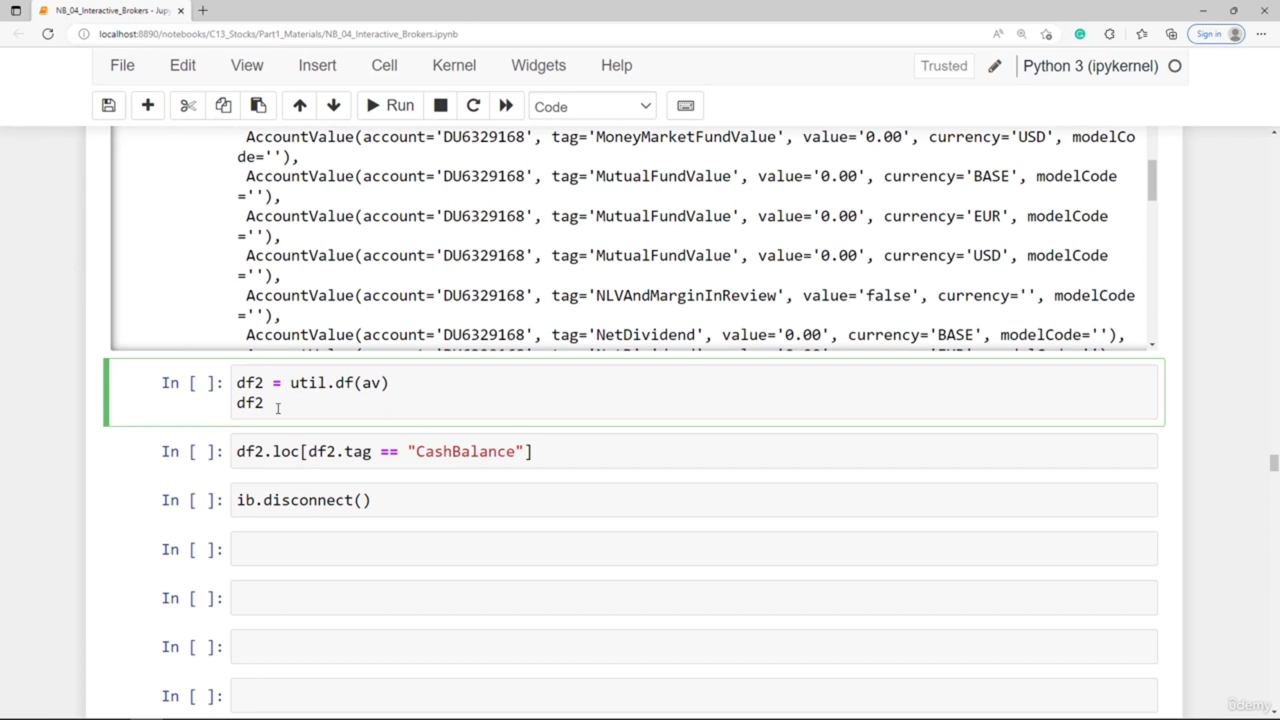 NB_04_Interactive_Brokers - Jup
localhost:8890/notebooks/C13_Stocks/Part1_Materials/NB_04_Interactive_Brokers.ipynb
Sign in
File Edit View Insert Cell Kernel Widgets Help
Trusted
Python 3 (ipykernel)
Run
Code
AccountValue(account='DU6329168', tag='MoneyMarketFundValue', value='0.00', currency='USD', modelCo
de=''),
AccountValue(account='DU6329168', tag='MutualFundValue', value='0.00', currency='BASE', modelCode
=''),
AccountValue(account='DU6329168', tag='MutualFundValue', value='0.00', currency='EUR', modelCode
=''),
AccountValue(account='DU6329168', tag='MutualFundValue', value='0.00', currency='USD', modelCode
=''),
AccountValue(account='DU6329168', tag='NLVAndMarginInReview', value='false', currency='', modelCode
=''),
AccountValue(account='DU6329168', tag='NetDividend', value='0.00', currency='BASE', modelCode=''),
In [ ]: df2 = util.df(av)
df2
In [ ]: df2.loc[df2.tag == "CashBalance"]
In [ ]: ib.disconnect()
In [ ]:
In [ ]:
In [ ]:
In [ ]:
ûdemy